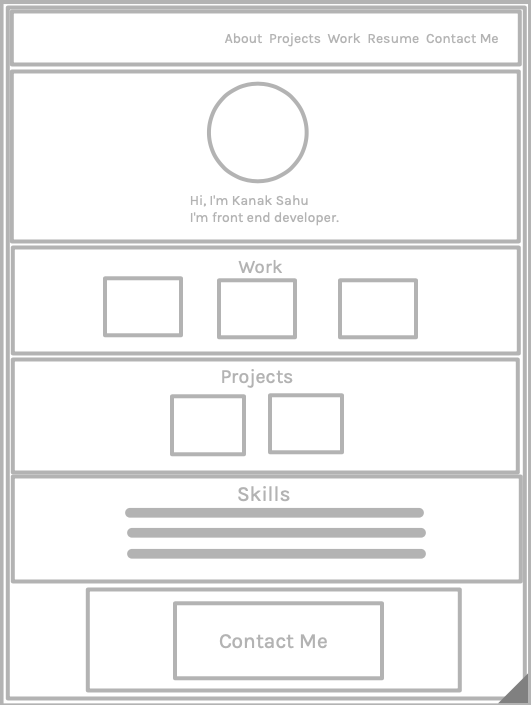 About Projects Work Resume Contact Me
Hi, I'm Kanak Sahu
I'm front end developer.
Work
Projects
Skills
Contact Me